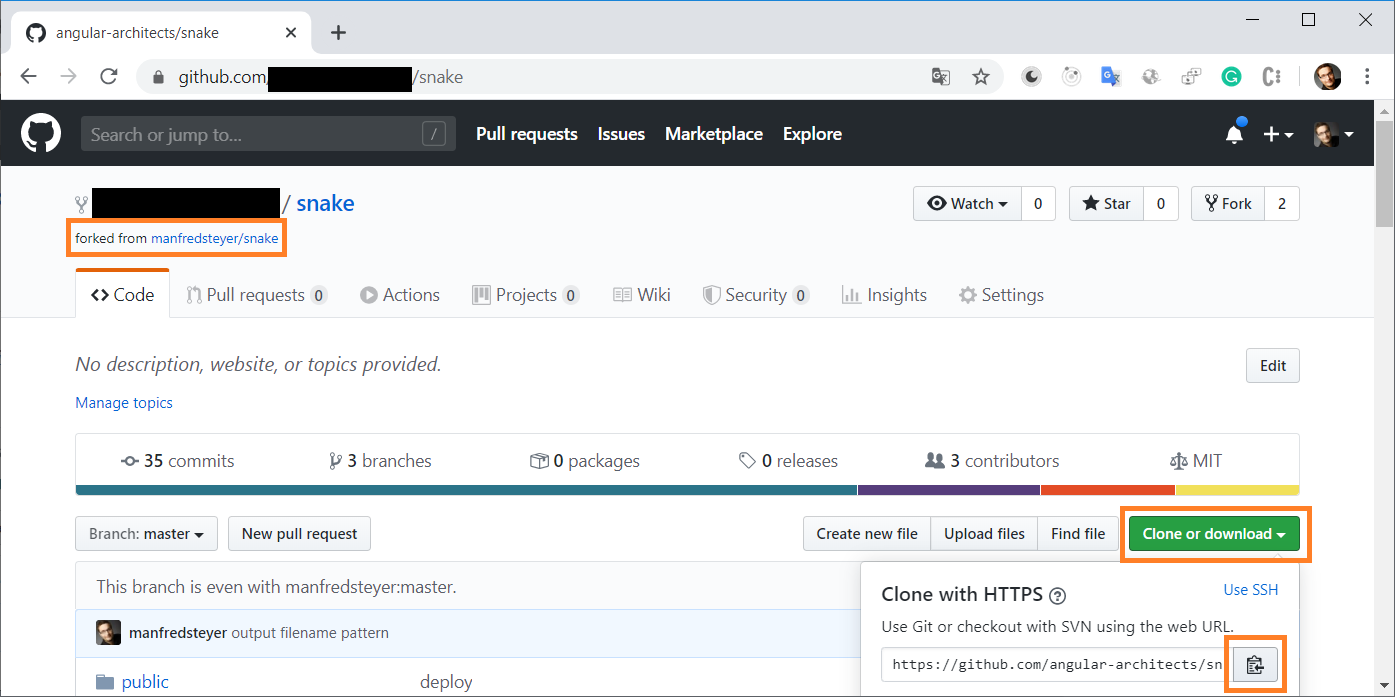 angular-architects/snake
github.com/ /snake
Search or jump to... / Pull requests Issues Marketplace Explore
/ snake Watch 0 Star 0 Fork 2
forked from manfredsteyer/snake
<> Code Pull requests 0 Actions Projects 0 Wiki Security 0 Insights Settings
No description, website, or topics provided. Edit
Manage topics
35 commits 3 branches 0 packages 0 releases 3 contributors MIT
Branch: master New pull request Create new file Upload files Find file Clone or download
This branch is even with manfredsteyer:master.
Clone with HTTPS ? Use SSH
Use Git or checkout with SVN using the web URL.
manfredsteyer output filename pattern
https://github.com/angular-architects/sn
public deploy